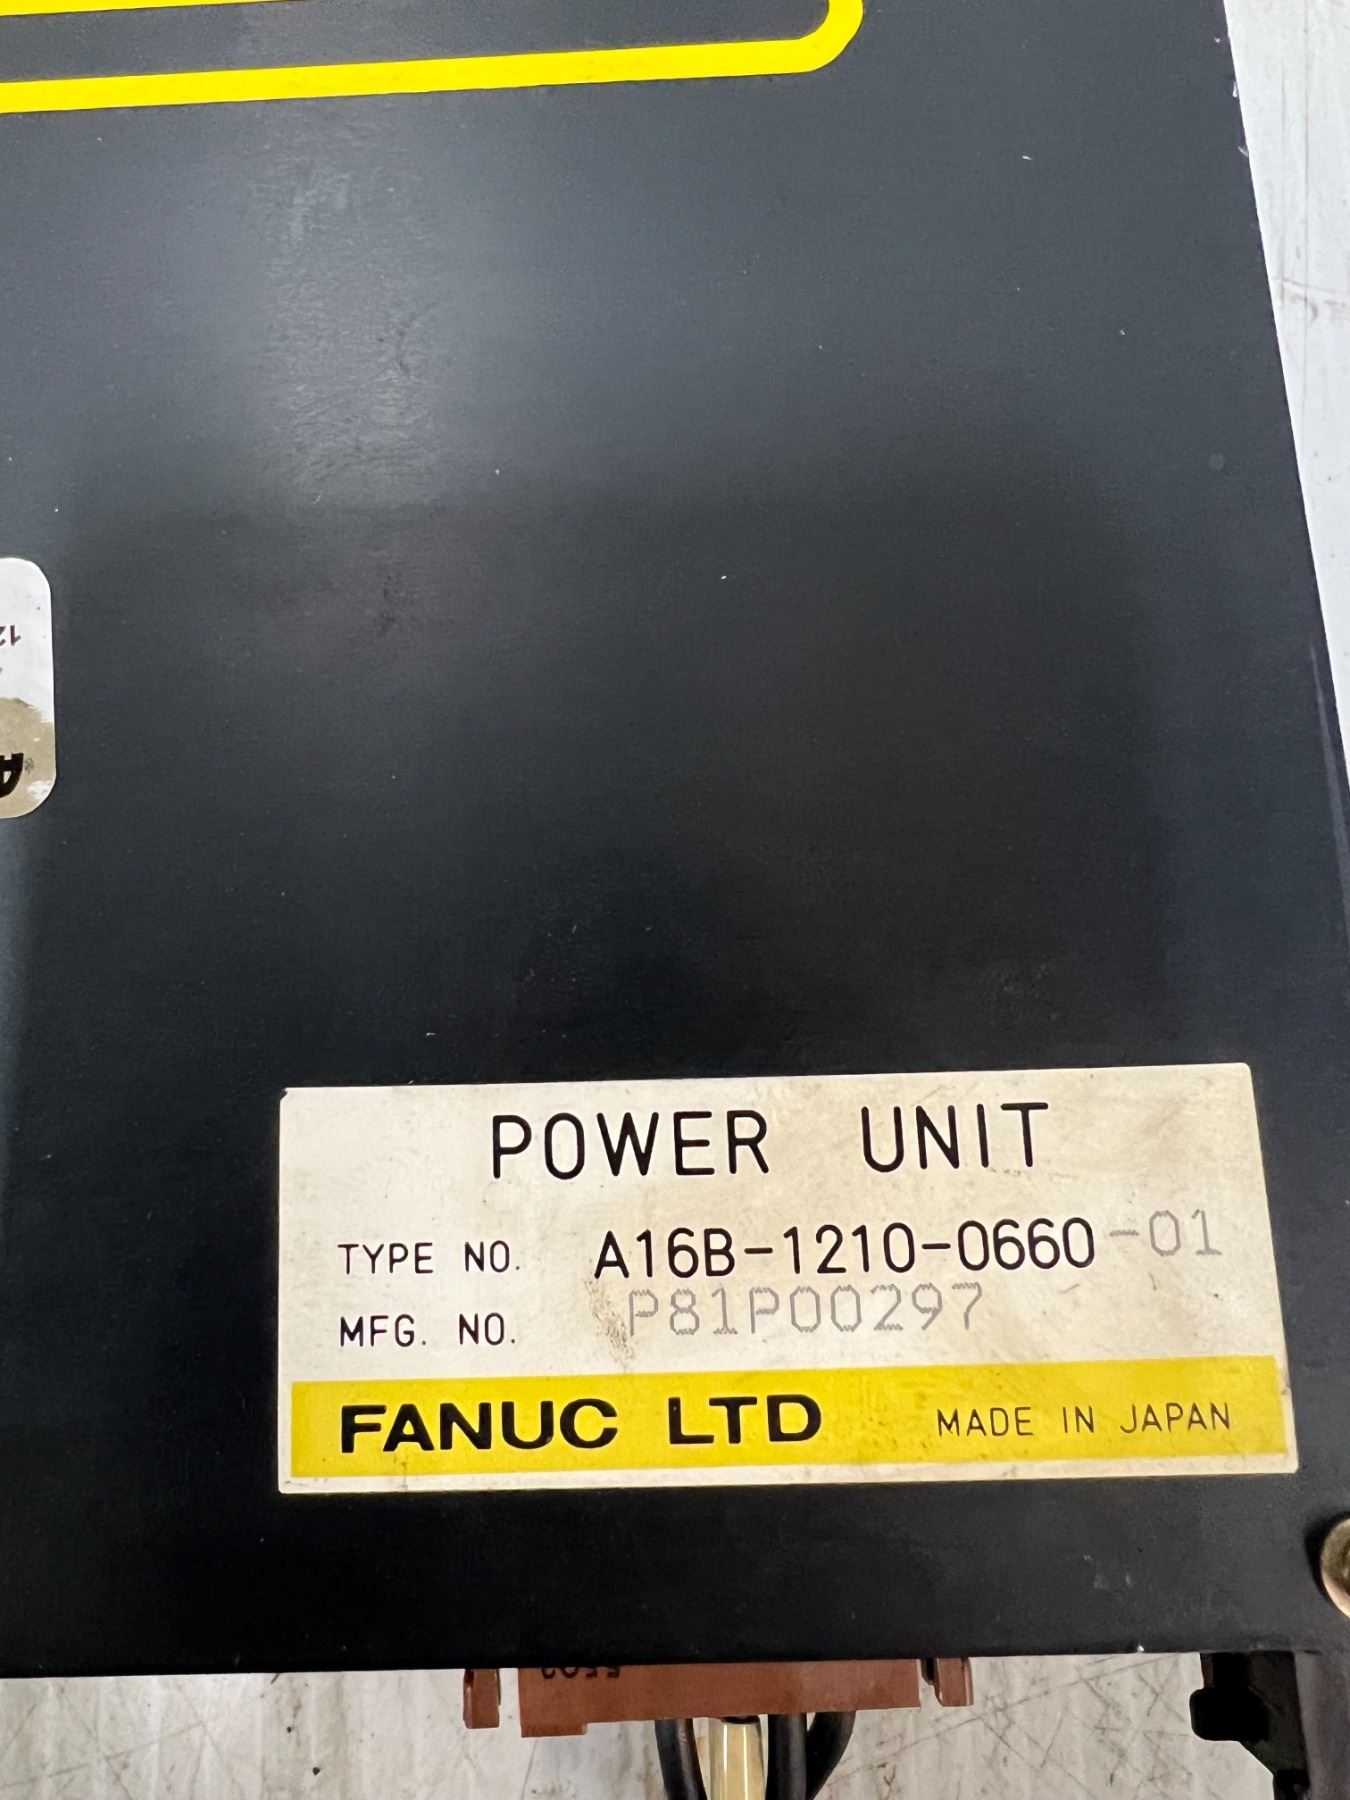 POWER UNIT
TYPE NO. A16B-1210-0660-01
MFG. NO. P81P00297
FANUC LTD MADE IN JAPAN